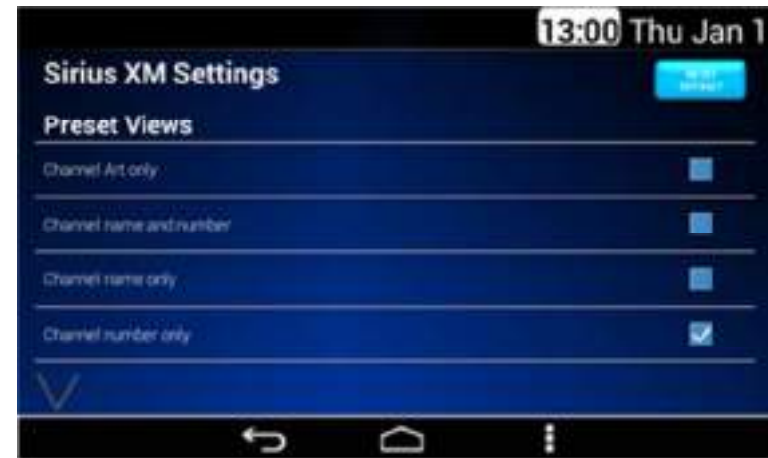 13:00 Thu Jan 1
Sirius XM Settings
Preset Views
Channel Art only
Channel name and number
Channel name only
Channel number only